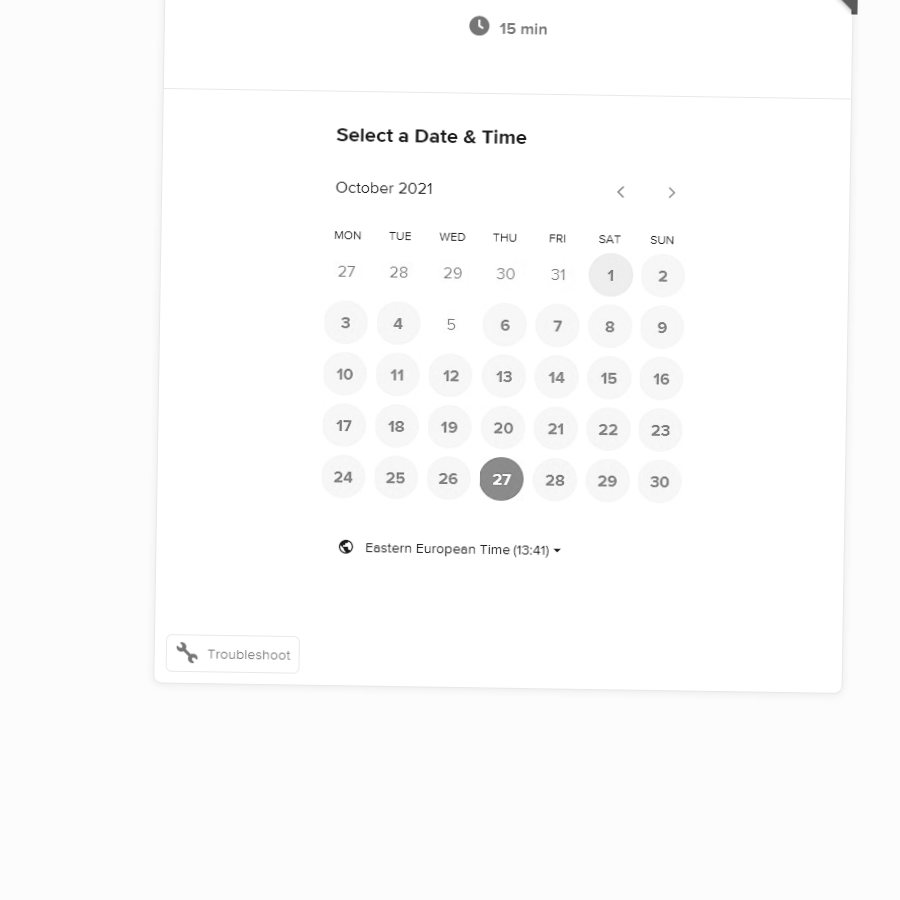 15 min
Select a Date & Time
October 2021
MON TUE WED THU FRI SAT SUN
27 28 29 30 31 1 2
3 4 5 6 7 8 9
10 11 12 13 14 15 16
17 18 19 20 21 22 23
24 25 26 27 28 29 30
Eastern European Time (13:41)
Troubleshoot